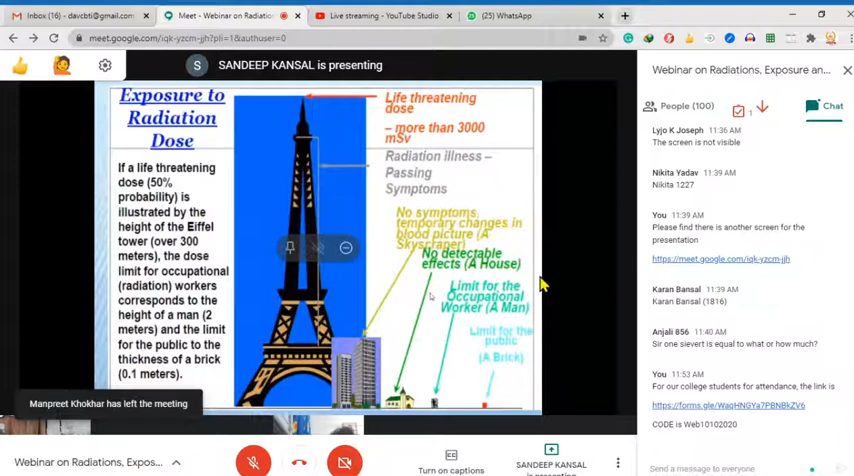 Inbox (16) - davcbti@gmail.com
Meet - Webinar on Radiation
Live streaming - YouTube Studio
(25) WhatsApp
meet.google.com/iqk-yzcm-jjh?pli=1&authuser=0
S SANDEEP KANSAL is presenting
Exposure to
Radiation
Dose
If a life threatening
dose (50%
probability) is
illustrated by the
height of the Eiffel
tower (over 300
meters), the dose
limit for occupational
(radiation) workers
corresponds to the
height of a man (2
meters) and the limit
for the public to the
thickness of a brick
(0.1 meters).
Life threatening
dose
– more than 3000
mSv
Radiation illness –
Passing
Symptoms
No symptoms,
temporary changes in
blood picture (A
Skyscraper)
No detectable
effects (A House)
Limit for the
Occupational
Worker (A Man)
Limit for the
public
(A Brick)
Manpreet Khokhar has left the meeting
Webinar on Radiations, Expos...
Turn on captions
SANDEEP KANSAL
is presenting
Webinar on Radiations, Exposure an...
People (100)
1
Chat
Lyjo K Joseph 11:36 AM
The screen is not visible
Nikita Yadav 11:39 AM
Nikita 1227
You 11:39 AM
Please find there is another screen for the
presentation
https://meet.google.com/iqk-yzcm-jjh
Karan Bansal 11:39 AM
Karan Bansal (1816)
Anjali 856 11:40 AM
Sir one sievert is equal to what or how much?
You 11:53 AM
For our college students for attendance, the link is
https://forms.gle/WaqHNGYa7PBNBkZV6
CODE is Web10102020
Send a message to everyone